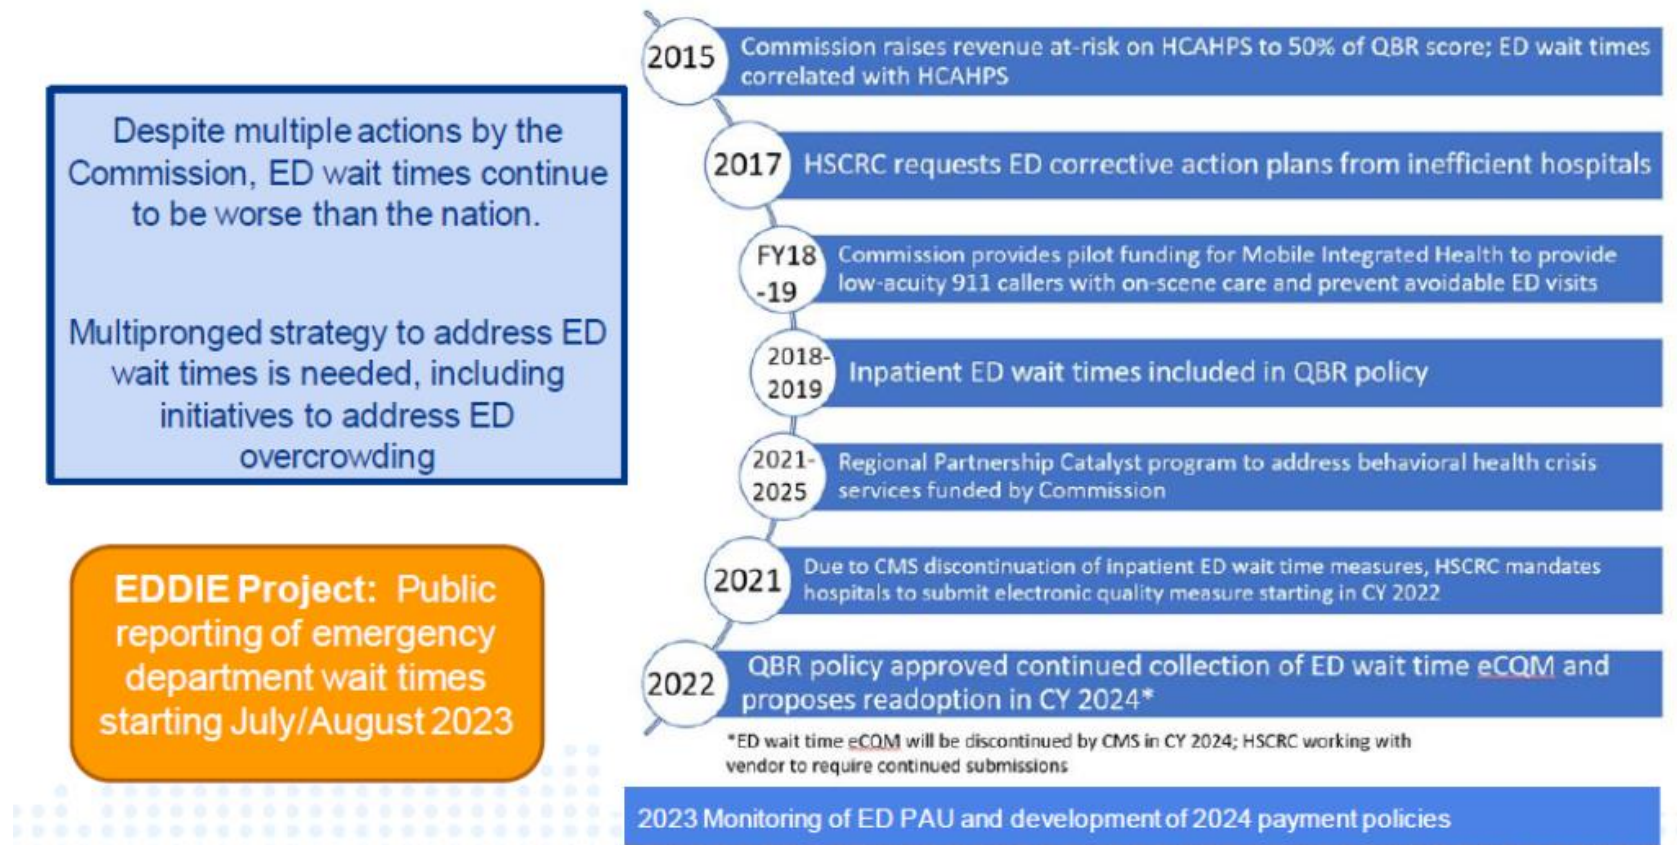 Despite multiple actions by the
Commission, ED wait times continue
to be worse than the nation.
Multipronged strategy to address ED
wait times is needed, including
initiatives to address ED
overcrowding
EDDIE Project: Public
reporting of emergency
department wait times
starting July/August 2023
2015
Commission raises revenue at-risk on HCAHPS to 50% of QBR score; ED wait times
correlated with HCAHPS
2017
HSCRC requests ED corrective action plans from inefficient hospitals
FY18
-19
Commission provides pilot funding for Mobile Integrated Health to provide
low-acuity 911 callers with on-scene care and prevent avoidable ED visits
2018-
2019
Inpatient ED wait times included in QBR policy
2021-
2025
Regional Partnership Catalyst program to address behavioral health crisis
services funded by Commission
2021
Due to CMS discontinuation of inpatient ED wait time measures, HSCRC mandates
hospitals to submit electronic quality measure starting in CY 2022
2022
QBR policy approved continued collection of ED wait time eCQM and
proposes readoption in CY 2024*
*ED wait time eCQM will be discontinued by CMS in CY 2024; HSCRC working with
vendor to require continued submissions
2023 Monitoring of ED PAU and development of 2024 payment policies